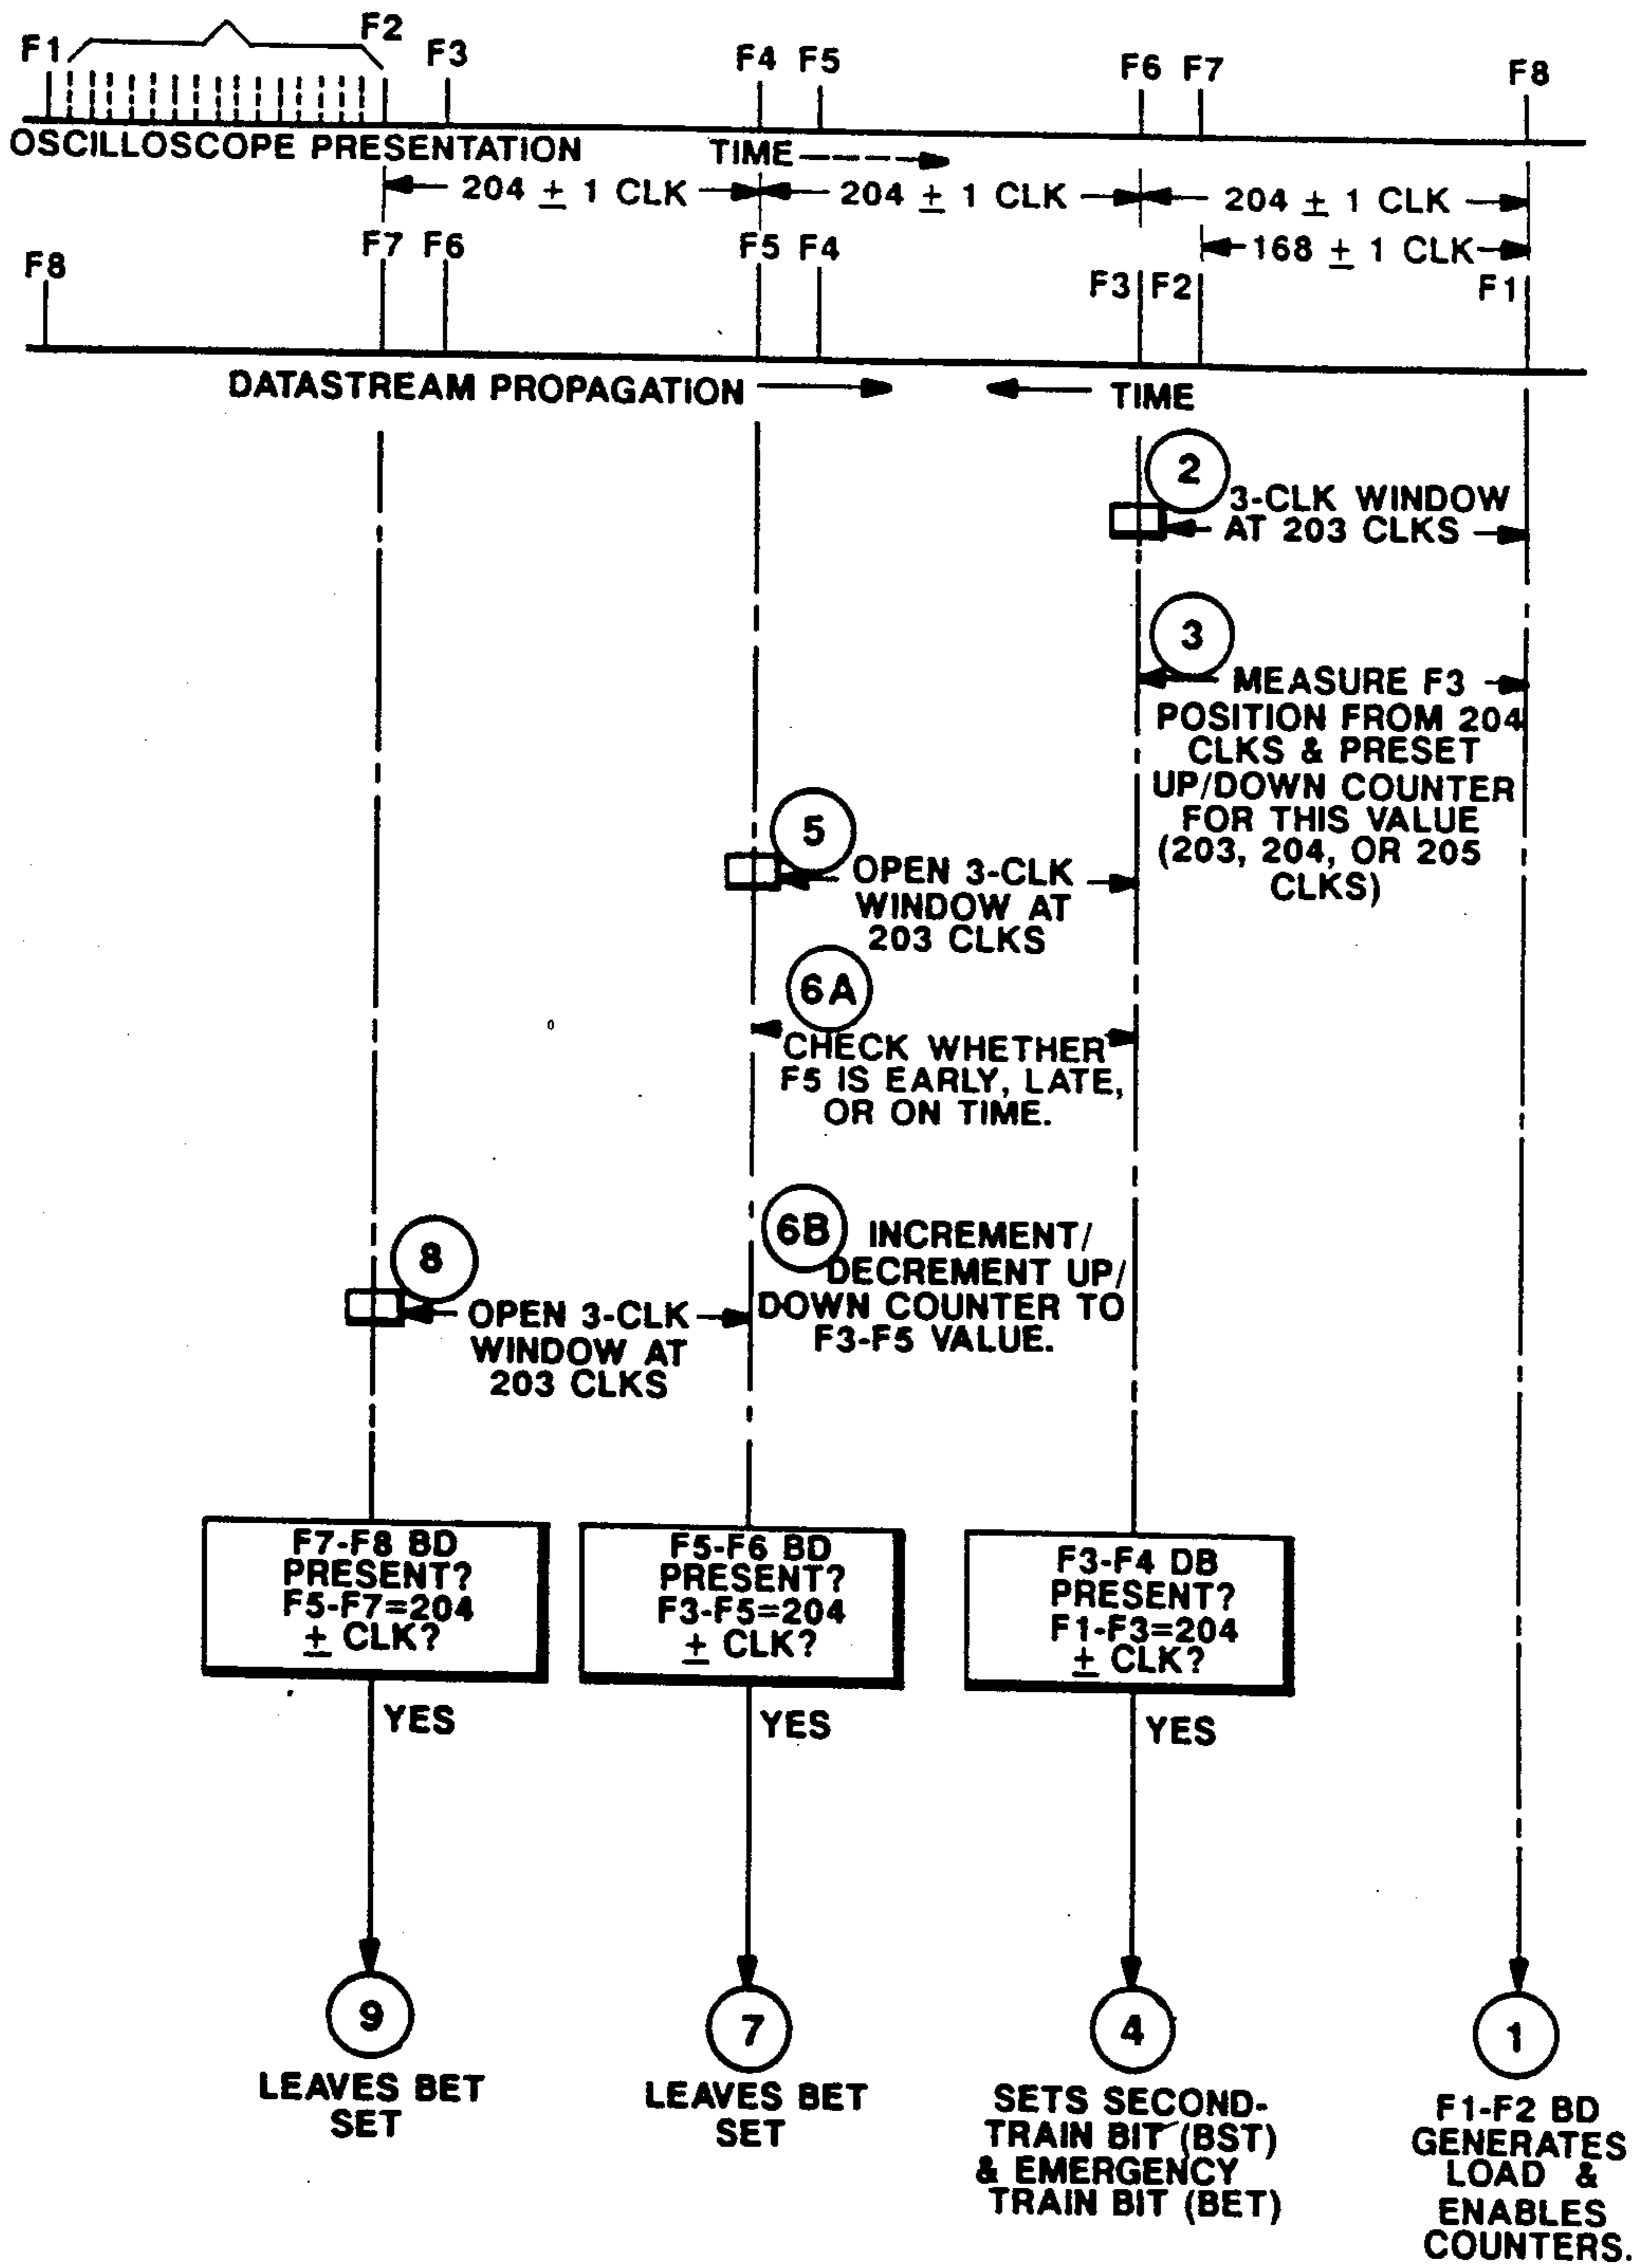 F1 F2 F3 F4 F5 F6 F7 F8
OSCILLOSCOPE PRESENTATION TIME
204 ± 1 CLK 204 ± 1 CLK 204 ± 1 CLK
168 ± 1 CLK
F8 F7 F6 F5 F4 F3 F2 F1
DATASTREAM PROPAGATION TIME
2
3-CLK WINDOW
AT 203 CLKS
3
MEASURE F3
POSITION FROM 204
CLKS & PRESET
UP/DOWN COUNTER
FOR THIS VALUE
(203, 204, OR 205
CLKS)
5
OPEN 3-CLK
WINDOW AT
203 CLKS
6A
CHECK WHETHER
F5 IS EARLY, LATE,
OR ON TIME.
6B
INCREMENT/
DECREMENT UP/
DOWN COUNTER TO
F3-F5 VALUE.
8
OPEN 3-CLK
WINDOW AT
203 CLKS
F7-F8 BD
PRESENT?
F5-F7=204
± CLK?
YES
9
LEAVES BET
SET
F5-F6 BD
PRESENT?
F3-F5=204
± CLK?
YES
7
LEAVES BET
SET
F3-F4 DB
PRESENT?
F1-F3=204
± CLK?
YES
4
SETS SECOND-
TRAIN BIT (BST)
& EMERGENCY
TRAIN BIT (BET)
1
F1-F2 BD
GENERATES
LOAD &
ENABLES
COUNTERS.